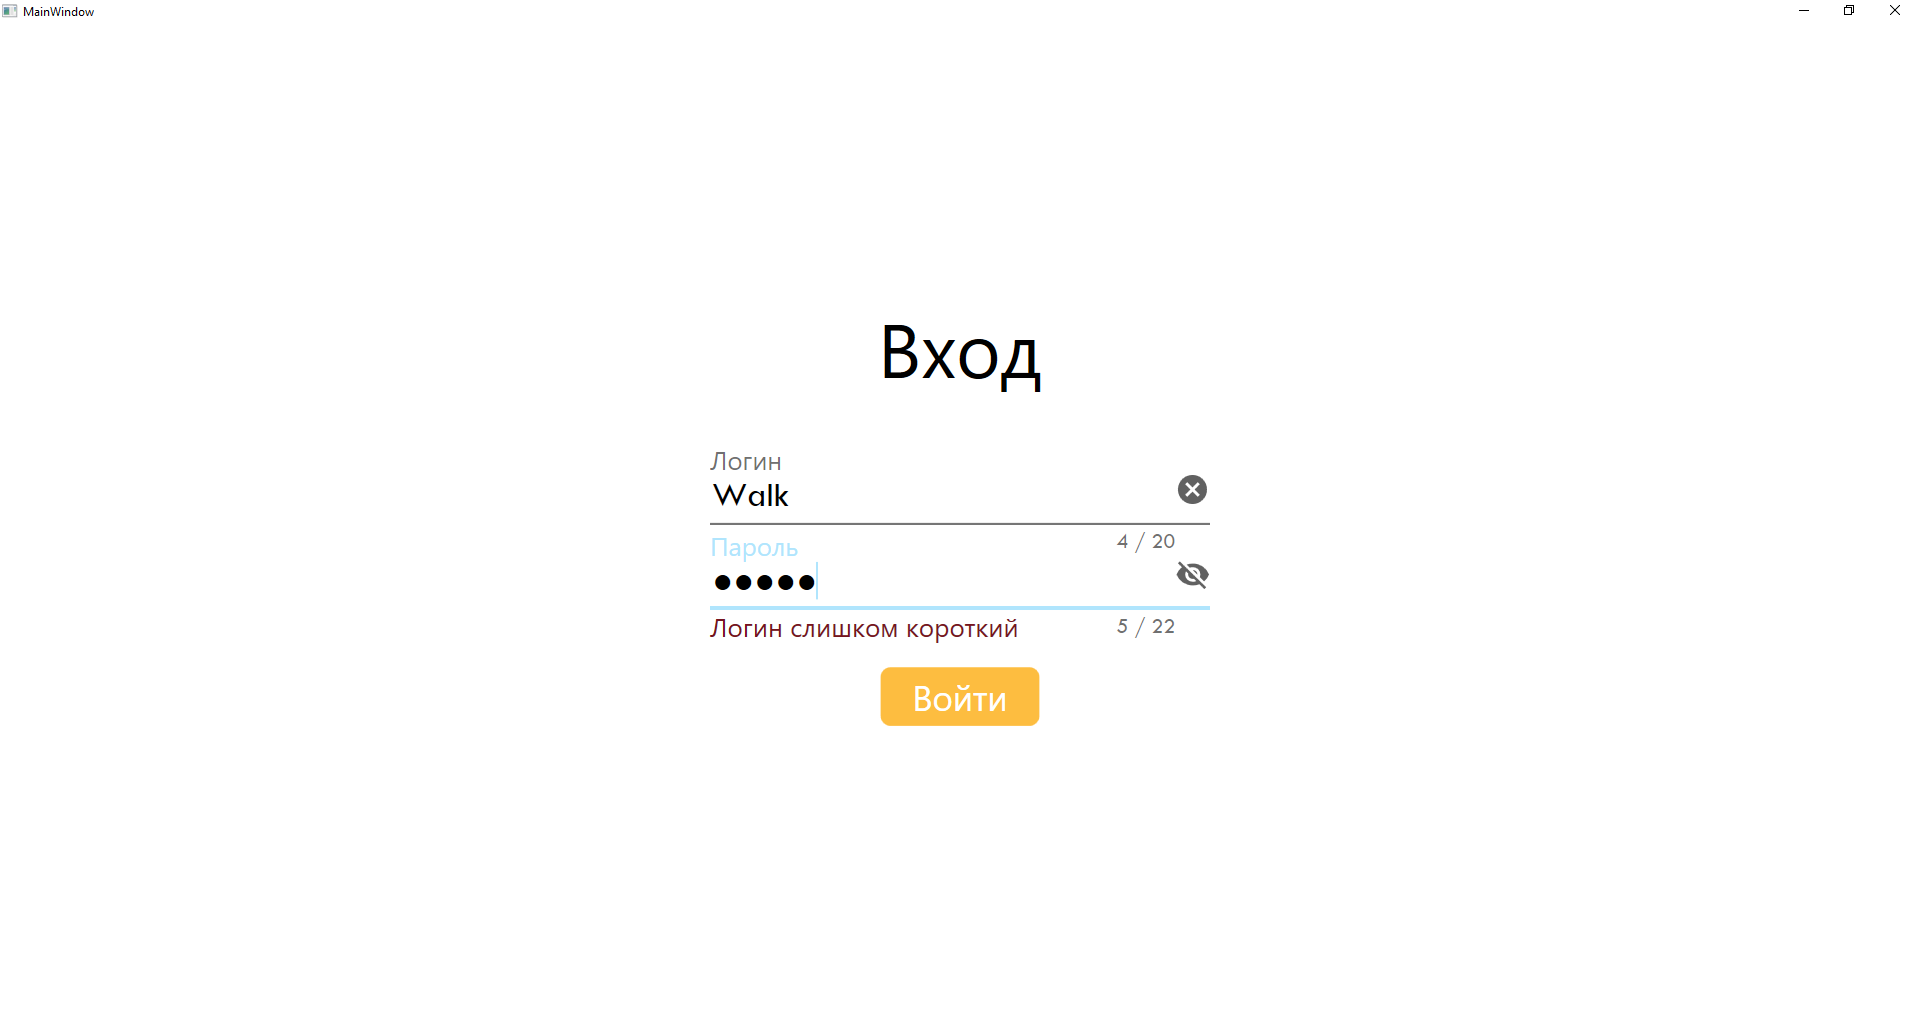 MainWindow
Вход
Логин
Walk
4 / 20
Пароль
●●●●●
Логин слишком короткий
5 / 22
Войти